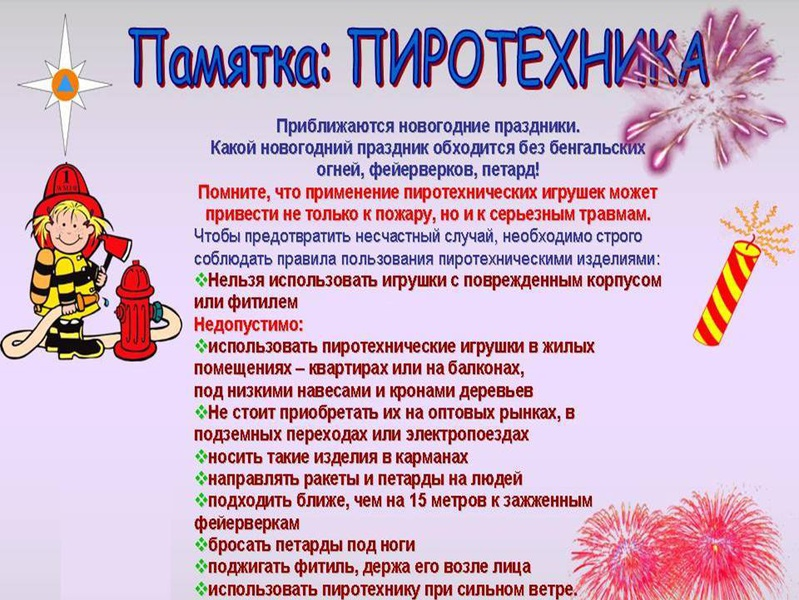 Памятка: ПИРОТЕХНИКА
Приближаются новогодние праздники.
Какой новогодний праздник обходится без бенгальских
огней, фейерверков, петард!
Помните, что применение пиротехнических игрушек может
привести не только к пожару, но и к серьезным травмам.
Чтобы предотвратить несчастный случай, необходимо строго
соблюдать правила пользования пиротехническими изделиями:
❖Нельзя использовать игрушки с поврежденным корпусом
или фитилем
Недопустимо:
❖использовать пиротехнические игрушки в жилых
помещениях – квартирах или на балконах,
под низкими навесами и кронами деревьев
❖Не стоит приобретать их на оптовых рынках, в
подземных переходах или электропоездах
❖носить такие изделия в карманах
❖направлять ракеты и петарды на людей
❖подходить ближе, чем на 15 метров к зажженным
фейерверкам
❖бросать петарды под ноги
❖поджигать фитиль, держа его возле лица
❖использовать пиротехнику при сильном ветре.
1